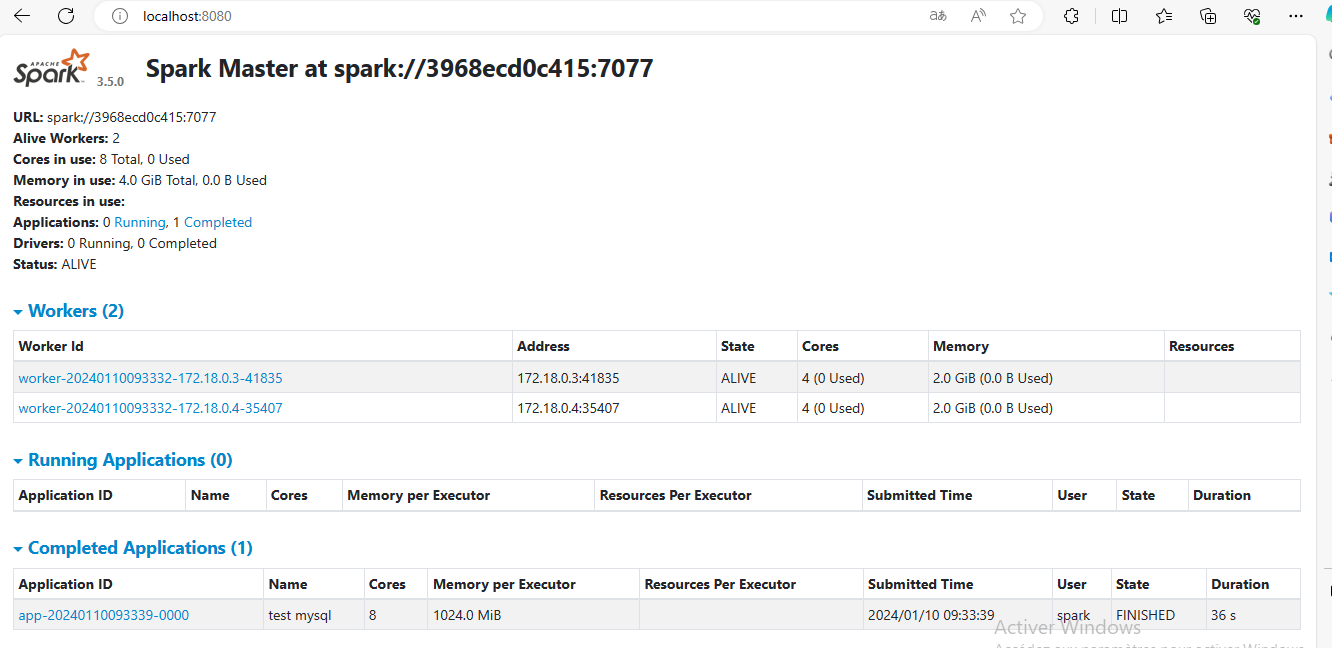 localhost:8080
APACHE
Spark 3.5.0 Spark Master at spark://3968ecd0c415:7077
URL: spark://3968ecd0c415:7077
Alive Workers: 2
Cores in use: 8 Total, 0 Used
Memory in use: 4.0 GiB Total, 0.0 B Used
Resources in use:
Applications: 0 Running, 1 Completed
Drivers: 0 Running, 0 Completed
Status: ALIVE
Workers (2)
Worker Id Address State Cores Memory Resources
worker-20240110093332-172.18.0.3-41835 172.18.0.3:41835 ALIVE 4 (0 Used) 2.0 GiB (0.0 B Used)
worker-20240110093332-172.18.0.4-35407 172.18.0.4:35407 ALIVE 4 (0 Used) 2.0 GiB (0.0 B Used)
Running Applications (0)
Application ID Name Cores Memory per Executor Resources Per Executor Submitted Time User State Duration
Completed Applications (1)
Application ID Name Cores Memory per Executor Resources Per Executor Submitted Time User State Duration
app-20240110093339-0000 test mysql 8 1024.0 MiB 2024/01/10 09:33:39 spark FINISHED 36 s
Activer Windows